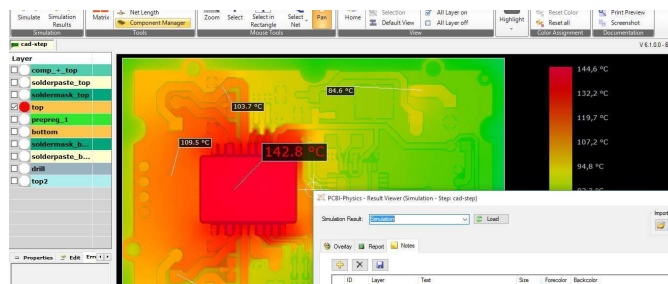 Simulate
Simulation Results
Simulation
Matrix
Net Length
Component Manager
Tools
Zoom
Select
Select in Rectangle
Select Net
Pan
Mouse Tools
Home
Selection
Default View
All Layer on
All Layer off
View
Highlight
Reset Color
Reset all
Color Assignment
Print Preview
Screenshot
Documentation
cad-step
V 6.1.0.0 - B
Layer
comp_+_top
solderpaste_top
soldermask_top
top
prepreg_1
bottom
soldermask_b...
solderpaste_b...
drill
top2
Properties
Edit
Err
84.6 °C
103.7 °C
109.5 °C
142.8 °C
144,6 °C
132,2 °C
119,7 °C
107,2 °C
94,8 °C
PCBI-Physics - Result Viewer (Simulation - Step: cad-step)
Simulation Result:
Simulation
Load
Import
Overlay
Report
Notes
ID Layer Text Size Forecolor Backcolor